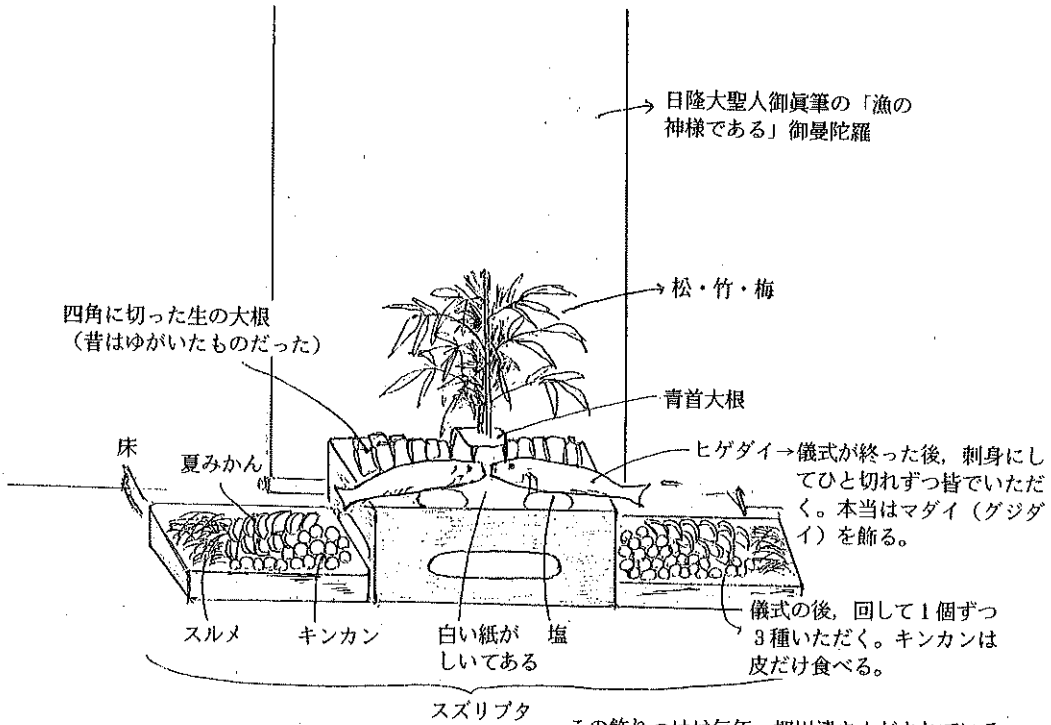 日隆大聖人御眞筆の「漁の
神様である」御曼陀羅
松・竹・梅
四角に切った生の大根
(昔はゆがいたものだった)
青首大根
床
夏みかん
ヒゲダイ→儀式が終った後，刺身にし
てひと切れずつ皆でいただ
く。本当はマダイ（グジダ
イ）を飾る。
スルメ
キンカン
白い紙が
しいてある
塩
儀式の後，回して1個ずつ
3種いただく。キンカンは
皮だけ食べる。
スズリブタ